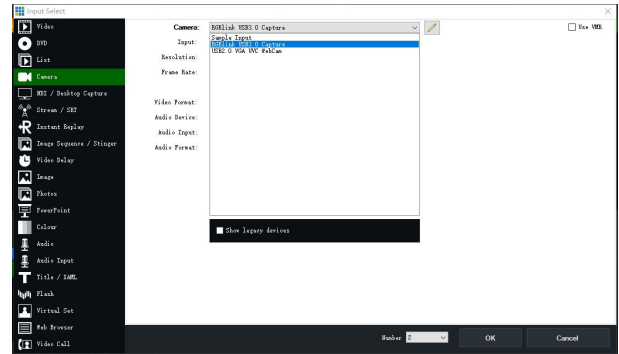 Input Select
Video
DVD
List
Camera
NDI / Desktop Capture
Stream / SRT
Instant Replay
Image Sequence / Stinger
Video Delay
Image
Photos
PowerPoint
Colour
Audio
Audio Input
Title / XAML
Flash
Virtual Set
Web Browser
Video Call
Camera: RGBlink USB3.0 Capture
Use VMR
Input:
Resolution:
Frame Rate:
Video Format:
Audio Device:
Audio Input:
Audio Format:
Sample Input
RGBlink USB3.0 Capture
USB2.0 VGA UVC WebCam
Show legacy devices
Number 2
OK
Cancel